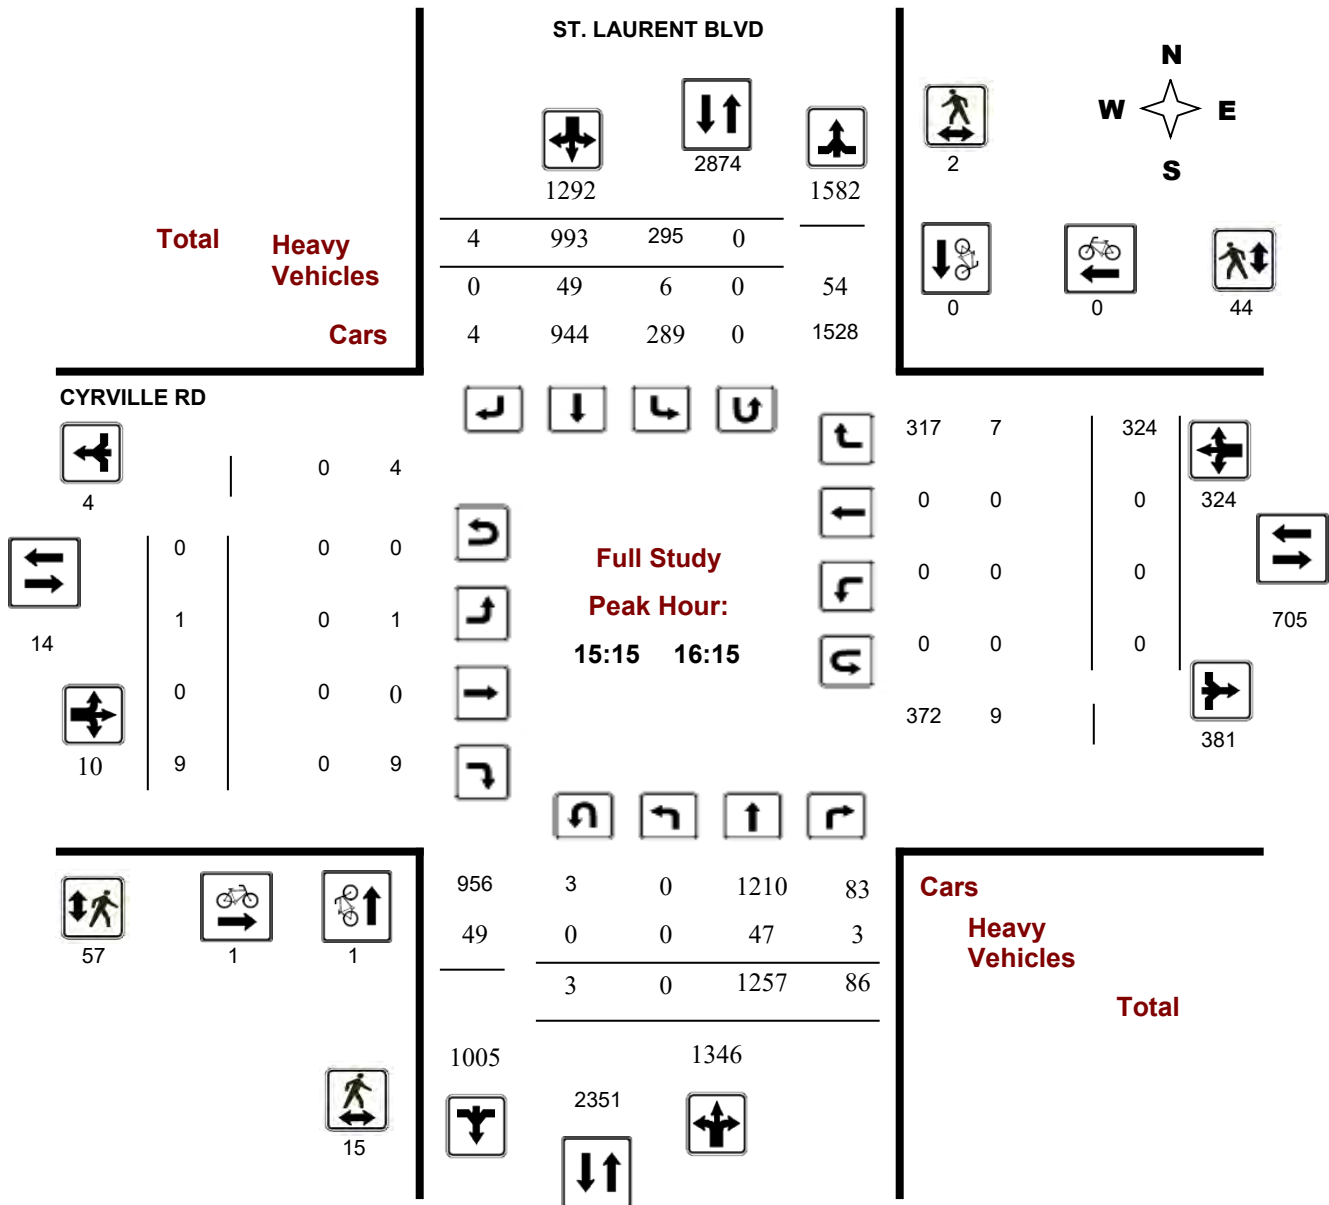 ST. LAURENT BLVD
N
W E
S
1292 2874 1582 2
Total Heavy
Vehicles
Cars
4 993 295 0
0 49 6 0 54
4 944 289 0 1528
0 0 44
CYRVILLE RD
4
0 4
0 0 0
1 0 1
14
0 0 0
10 9 0 9
Full Study
Peak Hour:
15:15 16:15
317 7 324
324
0 0 0
0 0 0
705
0 0 0
372 9
381
57 1 1
15
956 3 0 1210 83
49 0 0 47 3
3 0 1257 86
1005 2351 1346
Cars
Heavy
Vehicles
Total